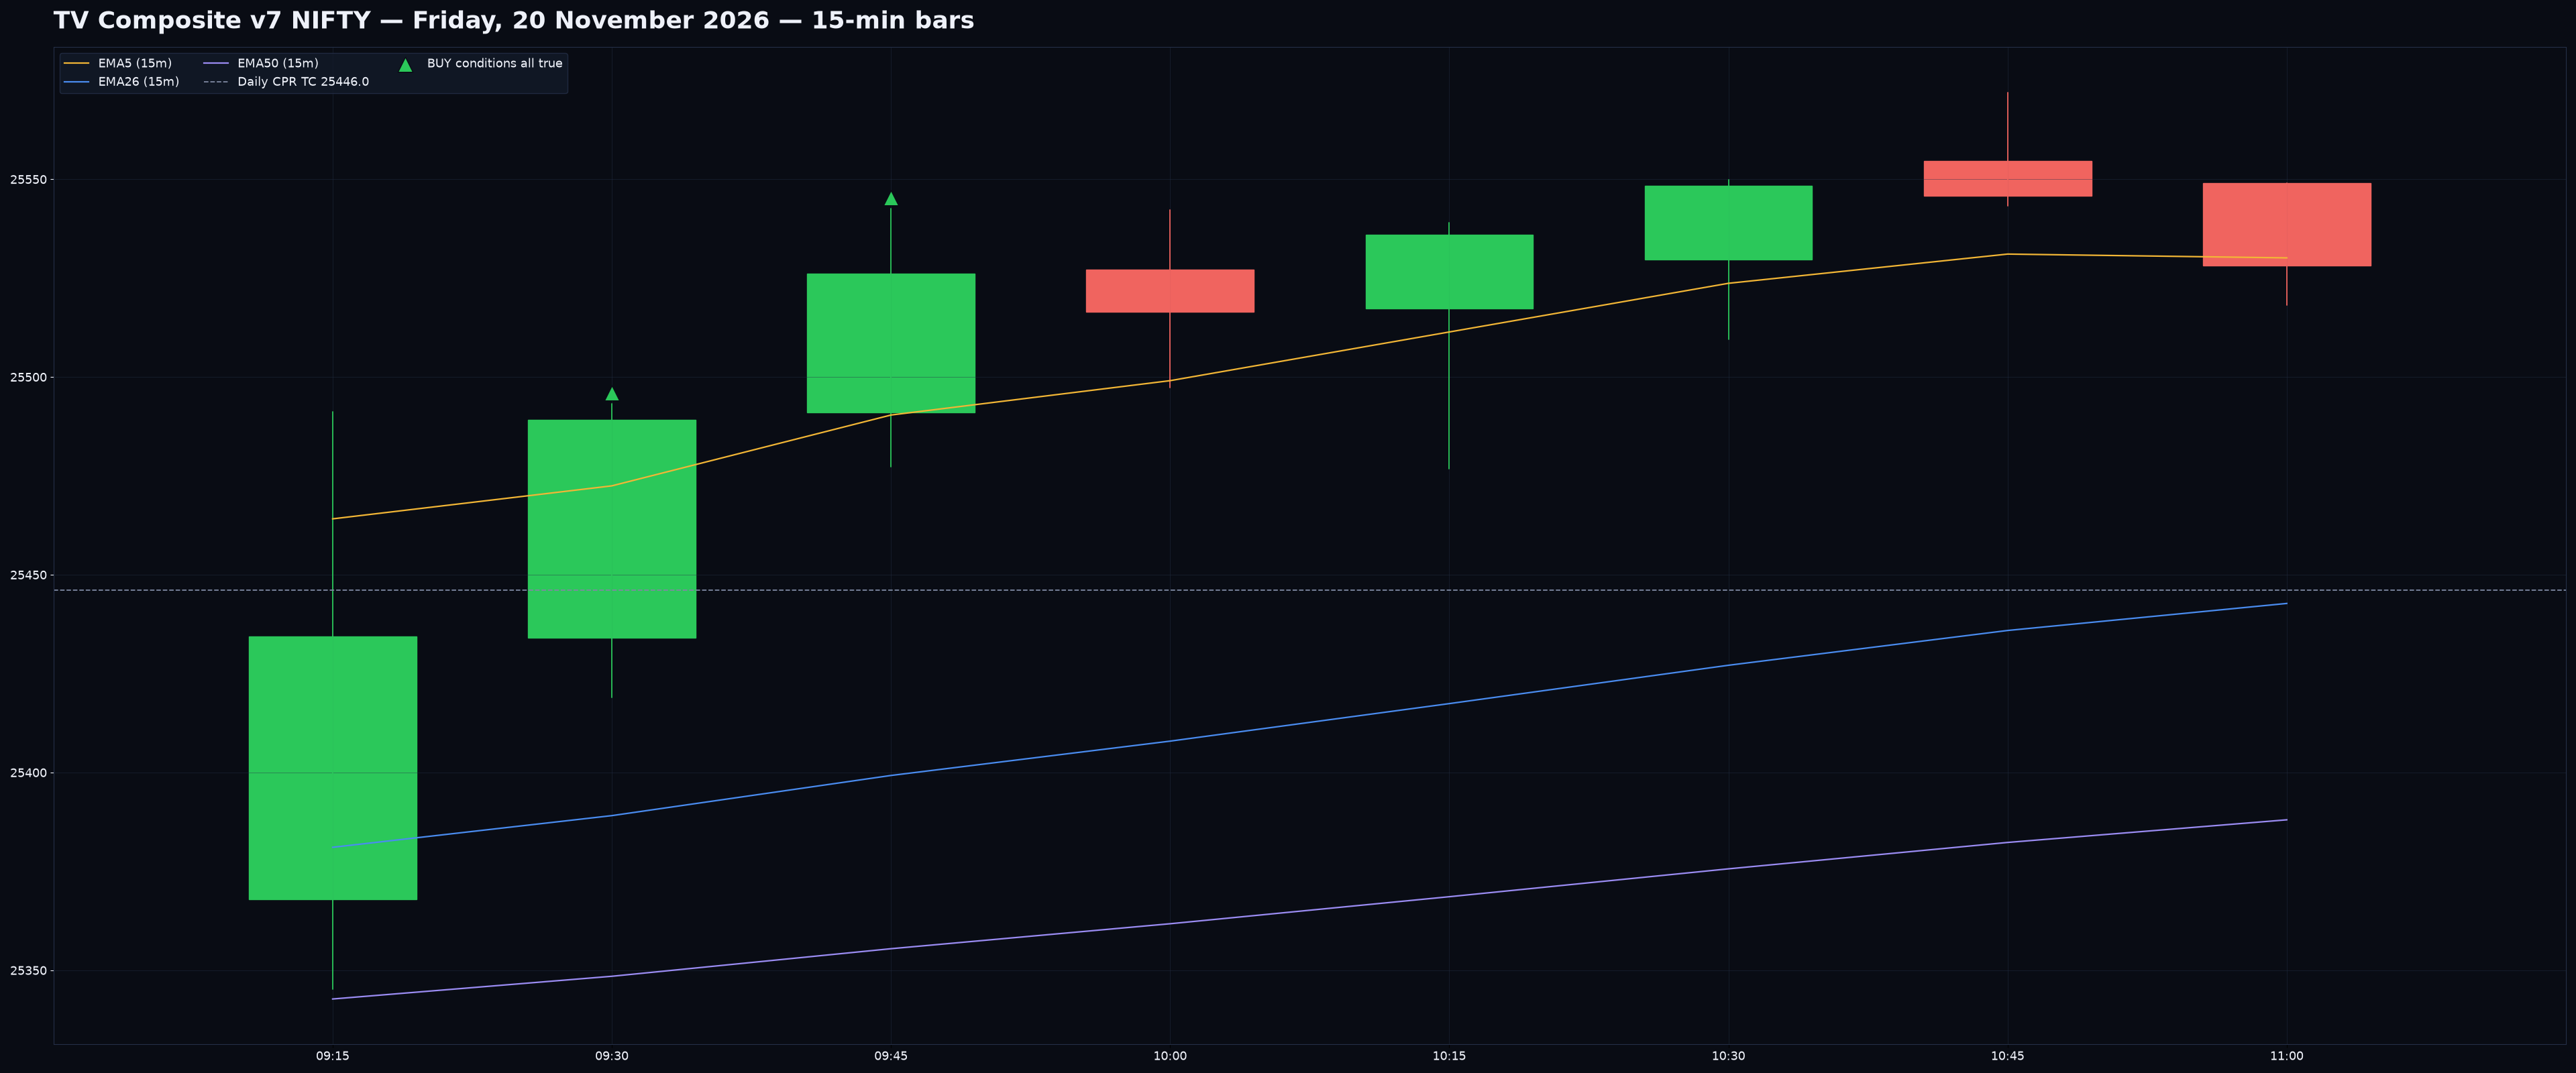 TV Composite v7 NIFTY — Friday, 20 November 2026 — 15-min bars
EMA5 (15m)
EMA26 (15m)
EMA50 (15m)
Daily CPR TC 25446.0
BUY conditions all true
25550
25500
25450
25400
25350
09:15 09:30 09:45 10:00 10:15 10:30 10:45 11:00